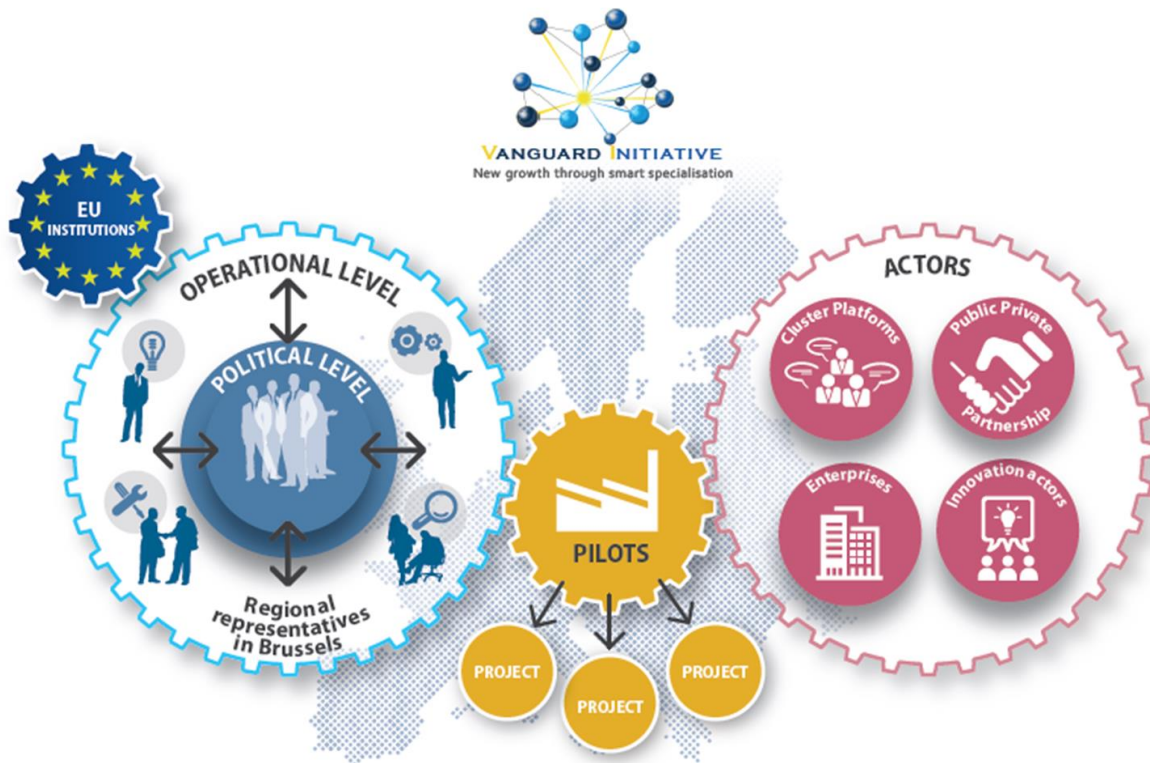 VANGUARD INITIATIVE
New growth through smart specialisation
EU
INSTITUTIONS
OPERATIONAL LEVEL
POLITICAL LEVEL
Regional
representatives
in Brussels
PILOTS
PROJECT
PROJECT
PROJECT
ACTORS
Cluster Platforms
Public Private
Partnership
Enterprises
Innovation actors